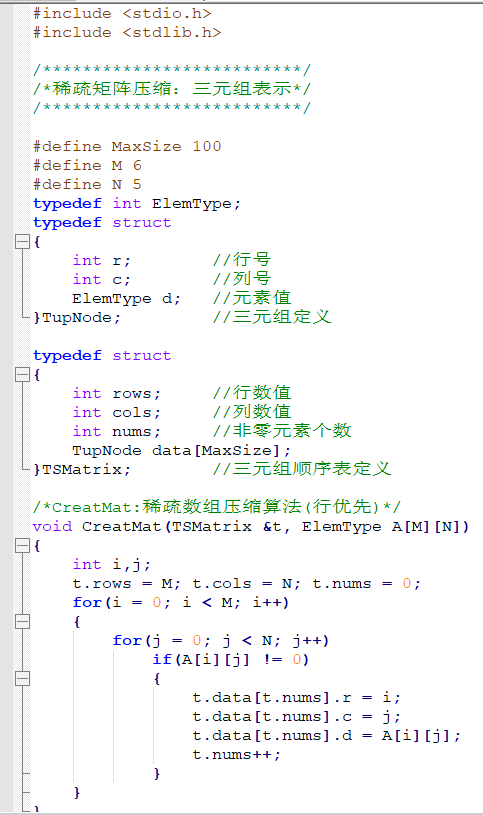 #include <stdio.h>
#include <stdlib.h>
/**************************/
/*稀疏矩阵压缩: 三元组表示*/
/**************************/
#define MaxSize 100
#define M 6
#define N 5
typedef int ElemType;
typedef struct
{
    int r;        //行号
    int c;        //列号
    ElemType d;   //元素值
}TupNode;         //三元组定义
typedef struct
{
    int rows;     //行数值
    int cols;     //列数值
    int nums;     //非零元素个数
    TupNode data[MaxSize];
}TSMatrix;        //三元组顺序表定义
/*CreatMat:稀疏数组压缩算法(行优先)*/
void CreatMat(TSMatrix &t, ElemType A[M][N])
{
    int i,j;
    t.rows = M; t.cols = N; t.nums = 0;
    for(i = 0; i < M; i++)
    {
        for(j = 0; j < N; j++)
            if(A[i][j] != 0)
            {
                t.data[t.nums].r = i;
                t.data[t.nums].c = j;
                t.data[t.nums].d = A[i][j];
                t.nums++;
            }
    }
}